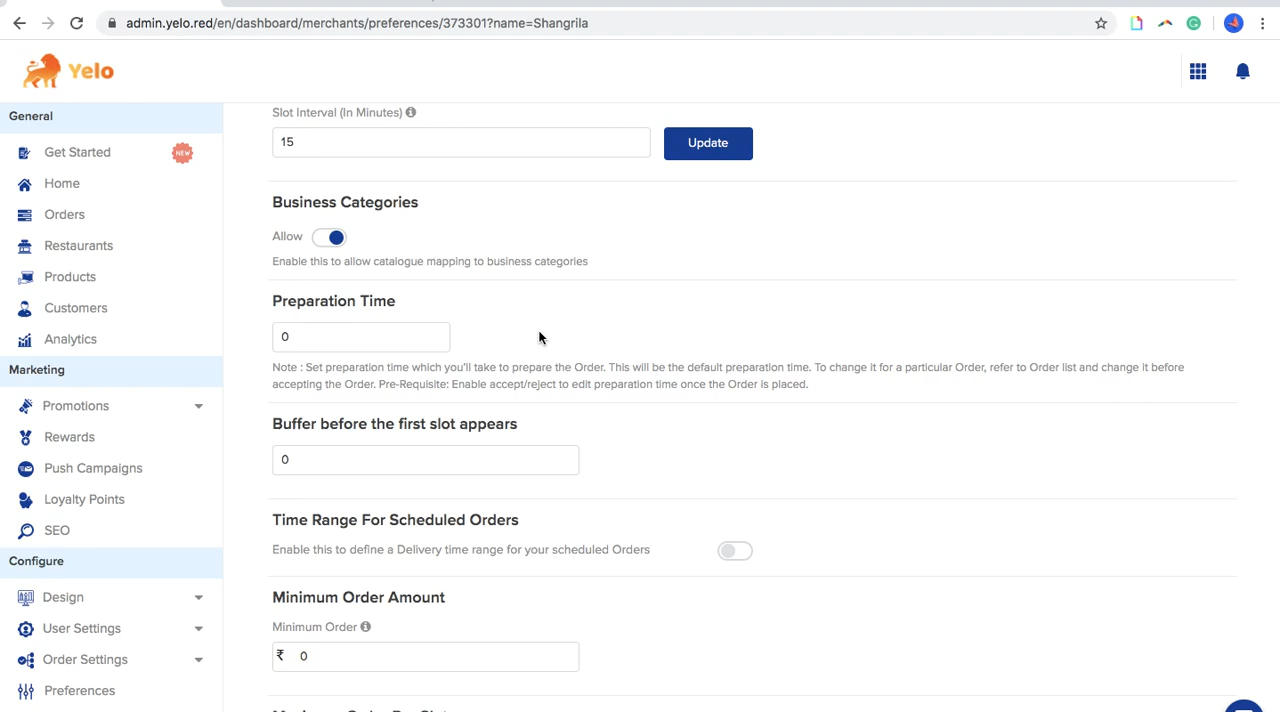 admin.yelo.red/en/dashboard/merchants/preferences/373301?name=Shangrila
Yelo
General
Get Started
NEW
Home
Orders
Restaurants
Products
Customers
Analytics
Marketing
Promotions
Rewards
Push Campaigns
Loyalty Points
SEO
Configure
Design
User Settings
Order Settings
Preferences
Slot Interval (In Minutes)
15
Update
Business Categories
Allow
Enable this to allow catalogue mapping to business categories
Preparation Time
0
Note : Set preparation time which you'll take to prepare the Order. This will be the default preparation time. To change it for a particular Order, refer to Order list and change it before
accepting the Order. Pre-Requisite: Enable accept/reject to edit preparation time once the Order is placed.
Buffer before the first slot appears
0
Time Range For Scheduled Orders
Enable this to define a Delivery time range for your scheduled Orders
Minimum Order Amount
Minimum Order
₹ 0